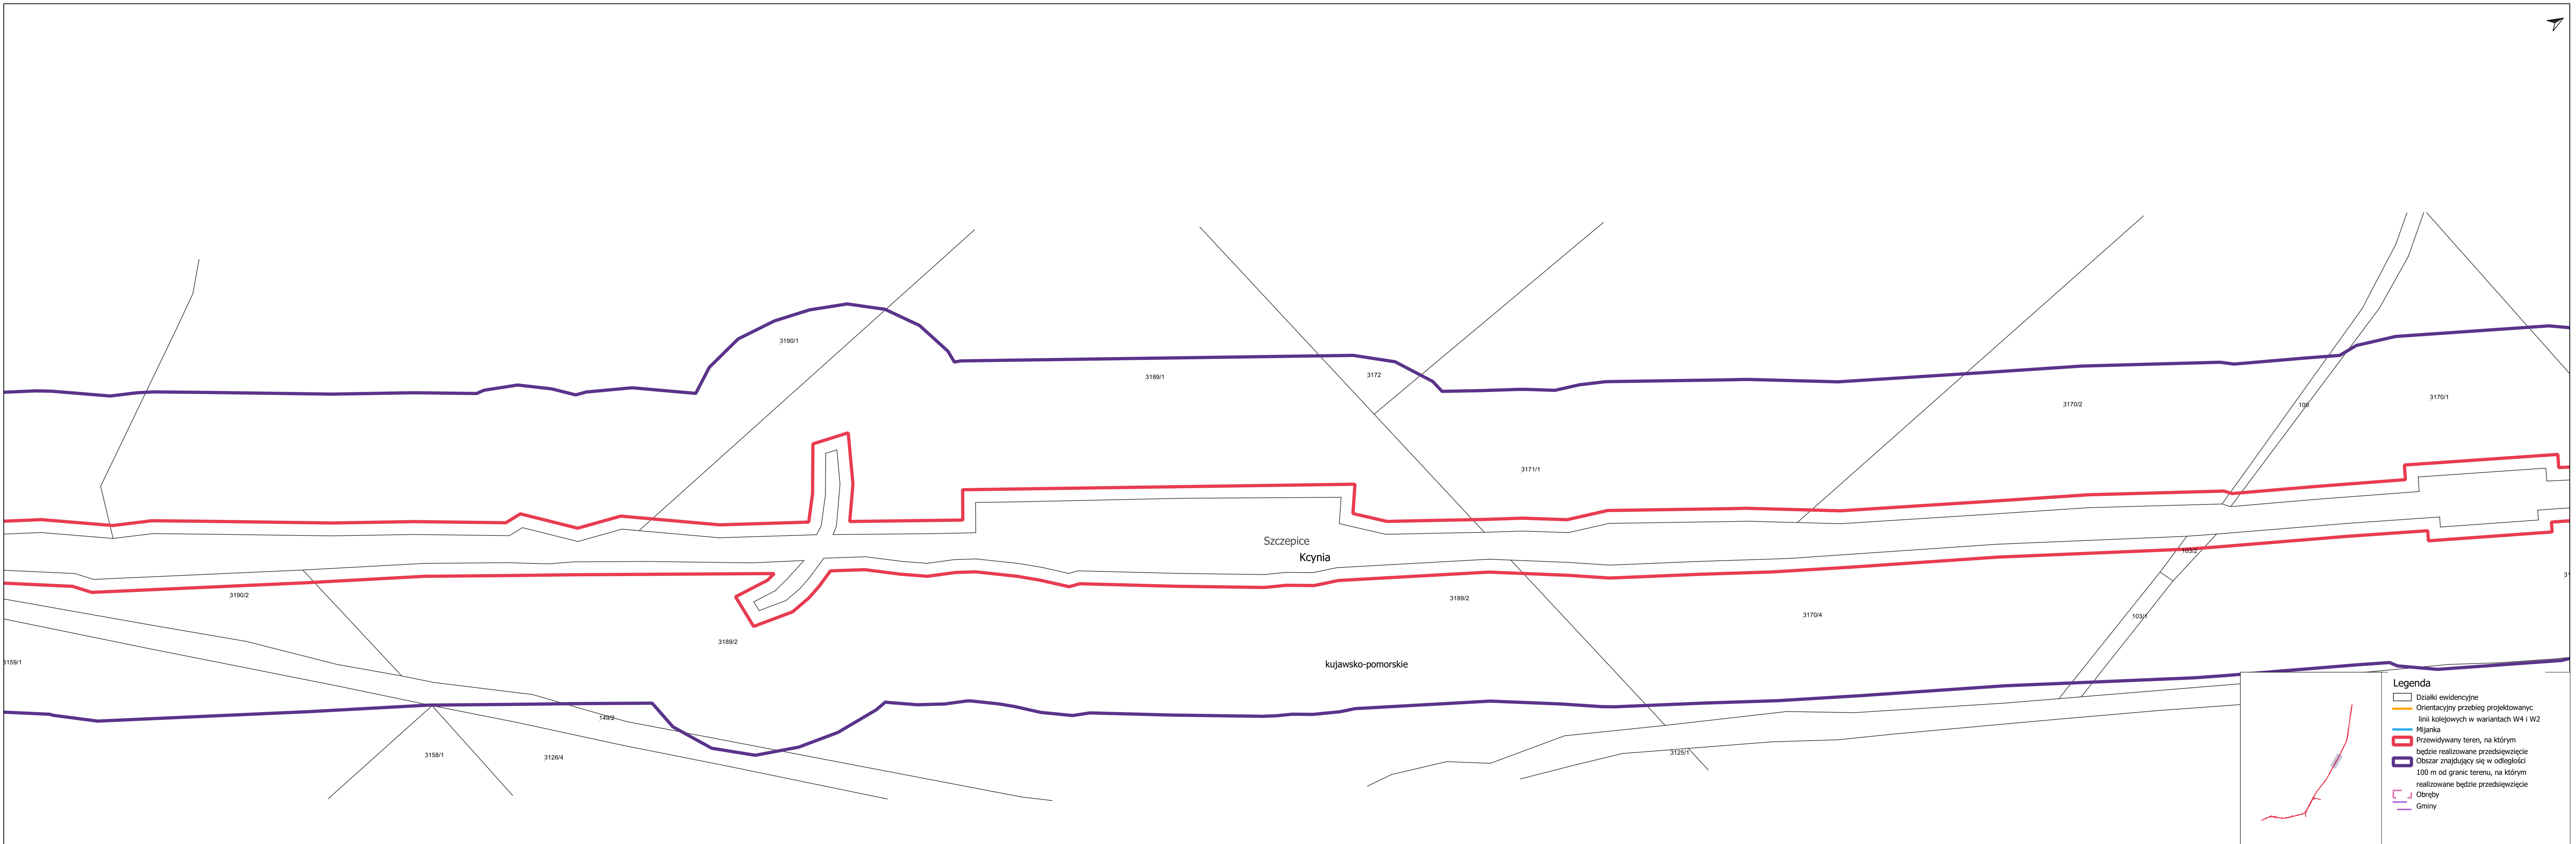 3190/1
3189/1
3172
3170/1
3170/2
100
3171/1
Szczepice
Kcynia
103/2
3190/2
3189/2
3170/4
103/1
3189/2
3159/1
kujawsko-pomorskie
149/2
3158/1
3126/4
3125/1
Legenda
Działki ewidencyjne
Orientacyjny przebieg projektowanyc
linii kolejowych w wariantach W4 i W2
Mijanka
Przewidywany teren, na którym
będzie realizowane przedsięwzięcie
Obszar znajdujący się w odległości
100 m od granic terenu, na którym
realizowane będzie przedsięwzięcie
Obręby
Gminy